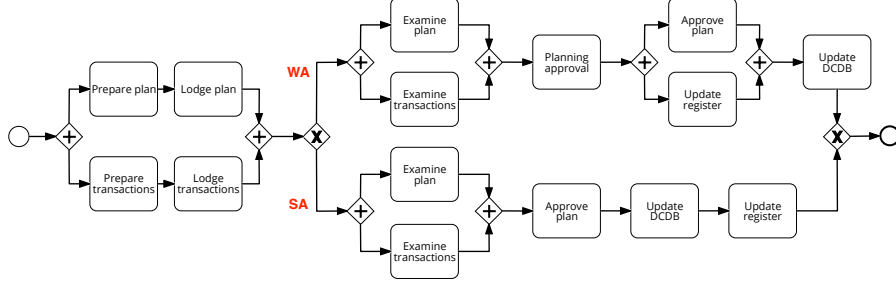 Prepare plan
Lodge plan
Prepare
transactions
Lodge
transactions
WA
Examine
plan
Examine
transactions
Planning
approval
Approve
plan
Update
register
Update
DCDB
SA
Examine
plan
Examine
transactions
Approve
plan
Update
DCDB
Update
register